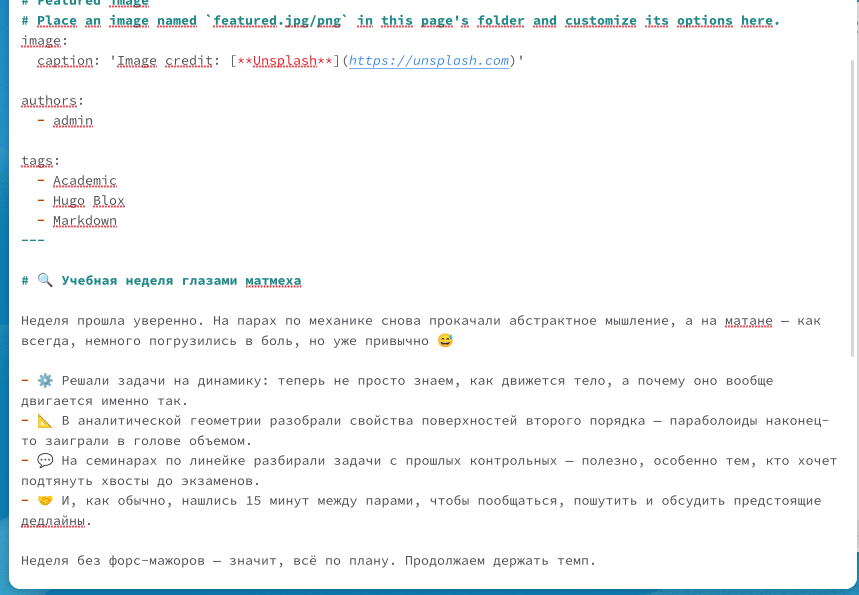 # Featured image
# Place an image named `featured.jpg/png` in this page's folder and customize its options here.
image:
  caption: 'Image credit: [**Unsplash**](https://unsplash.com)'

authors:
  - admin

tags:
  - Academic
  - Hugo Blox
  - Markdown
---

# 🔍 Учебная неделя глазами матмеха

Неделя прошла уверенно. На парах по механике снова прокачали абстрактное мышление, а на матане — как
всегда, немного погрузились в боль, но уже привычно 😅

- ⚙️ Решали задачи на динамику: теперь не просто знаем, как движется тело, а почему оно вообще
двигается именно так.
- 📐 В аналитической геометрии разобрали свойства поверхностей второго порядка — параболоиды наконец-
то заиграли в голове объемом.
- 💬 На семинарах по линейке разбирали задачи с прошлых контрольных — полезно, особенно тем, кто хочет
подтянуть хвосты до экзаменов.
- 🤝 И, как обычно, нашлись 15 минут между парами, чтобы пообщаться, пошутить и обсудить предстоящие
дедлайны.

Неделя без форс-мажоров — значит, всё по плану. Продолжаем держать темп.